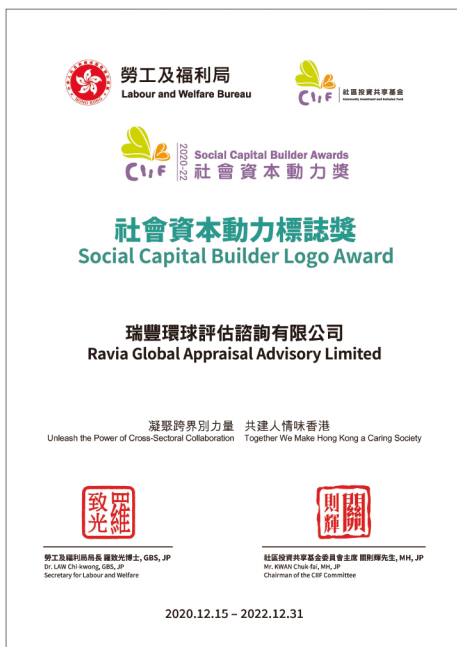 勞工及福利局
Labour and Welfare Bureau
CIIF
社區投資共享基金
Community Investment and Inclusion Fund
CIIF
2020-22
Social Capital Builder Awards
社會資本動力獎
社會資本動力標誌獎
Social Capital Builder Logo Award
瑞豐環球評估諮詢有限公司
Ravia Global Appraisal Advisory Limited
凝聚跨界別力量 共建人情味香港
Unleash the Power of Cross-Sectoral Collaboration Together We Make Hong Kong a Caring Society
羅致光
關則輝
勞工及福利局局長 羅致光博士, GBS, JP
Dr. LAW Chi-kwong, GBS, JP
Secretary for Labour and Welfare
社區投資共享基金委員會主席 關則輝先生, MH, JP
Mr. KWAN Chuk-fai, MH, JP
Chairman of the CIIF Committee
2020.12.15 – 2022.12.31